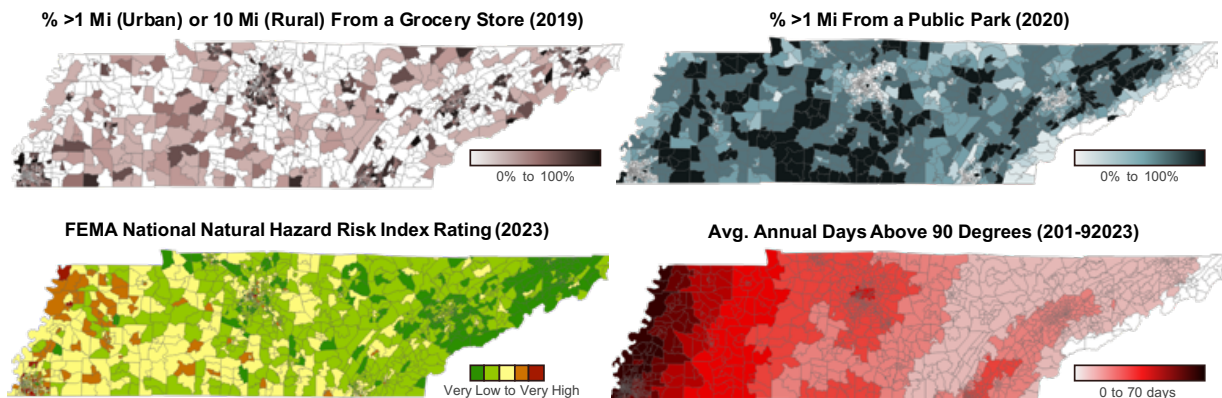 % >1 Mi (Urban) or 10 Mi (Rural) From a Grocery Store (2019)
% >1 Mi From a Public Park (2020)
0% to 100%
0% to 100%
FEMA National Natural Hazard Risk Index Rating (2023)
Avg. Annual Days Above 90 Degrees (201-92023)
Very Low to Very High
0 to 70 days